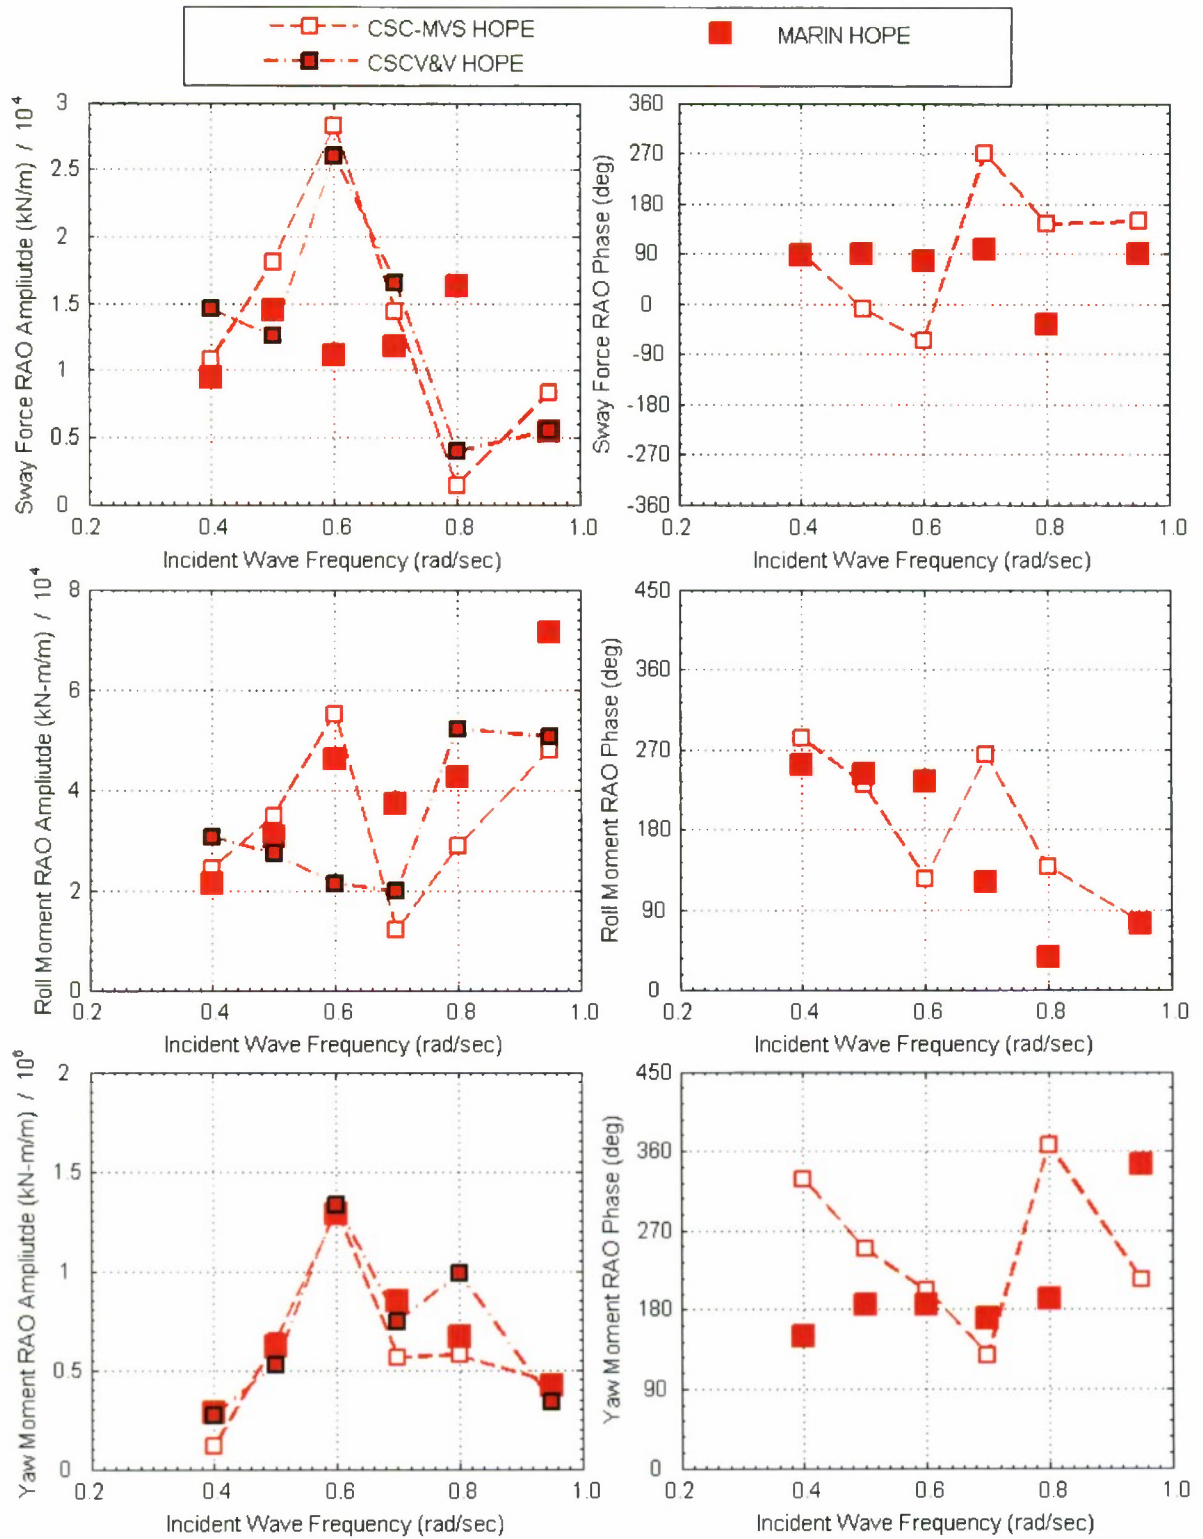 CSC-MVS HOPE
MARIN HOPE
CSCV&V HOPE
Sway Force RAO Ampliutde (kN/m) / 10^4
3
2.5
2
1.5
1
0.5
0
0.2 0.4 0.6 0.8 1.0
Incident Wave Frequency (rad/sec)
Sway Force RAO Phase (deg)
360
270
180
90
0
-90
-180
-270
-360
0.2 0.4 0.6 0.8 1.0
Incident Wave Frequency (rad/sec)
Roll Moment RAO Ampliutde (kN-m/m) / 10^4
8
6
4
2
0
0.2 0.4 0.6 0.8 1.0
Incident Wave Frequency (rad/sec)
Roll Moment RAO Phase (deg)
450
360
270
180
90
0
0.2 0.4 0.6 0.8 1.0
Incident Wave Frequency (rad/sec)
Yaw Moment RAO Ampliutde (kN-m/m) / 10^6
2
1.5
1
0.5
0
0.2 0.4 0.6 0.8 1.0
Incident Wave Frequency (rad/sec)
Yaw Moment RAO Phase (deg)
450
360
270
180
90
0
0.2 0.4 0.6 0.8 1.0
Incident Wave Frequency (rad/sec)